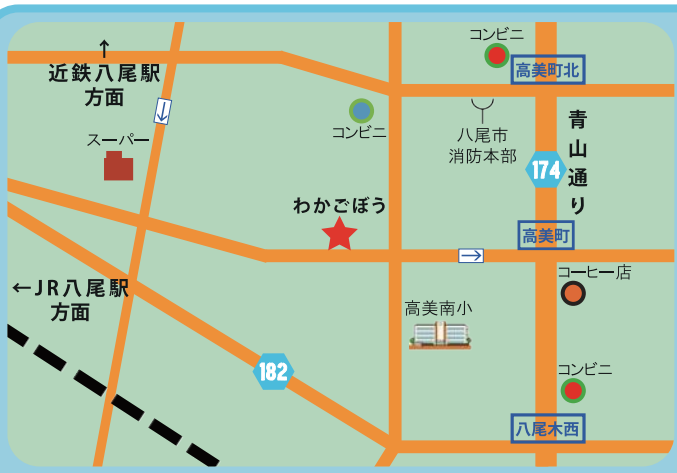 コンビニ
↑
近鉄八尾駅
方面
高美町北
スーパー
コンビニ
八尾市
消防本部
青山通り
174
わかごぼう
高美町
←JR八尾駅
方面
コーヒー店
高美南小
182
コンビニ
八尾木西